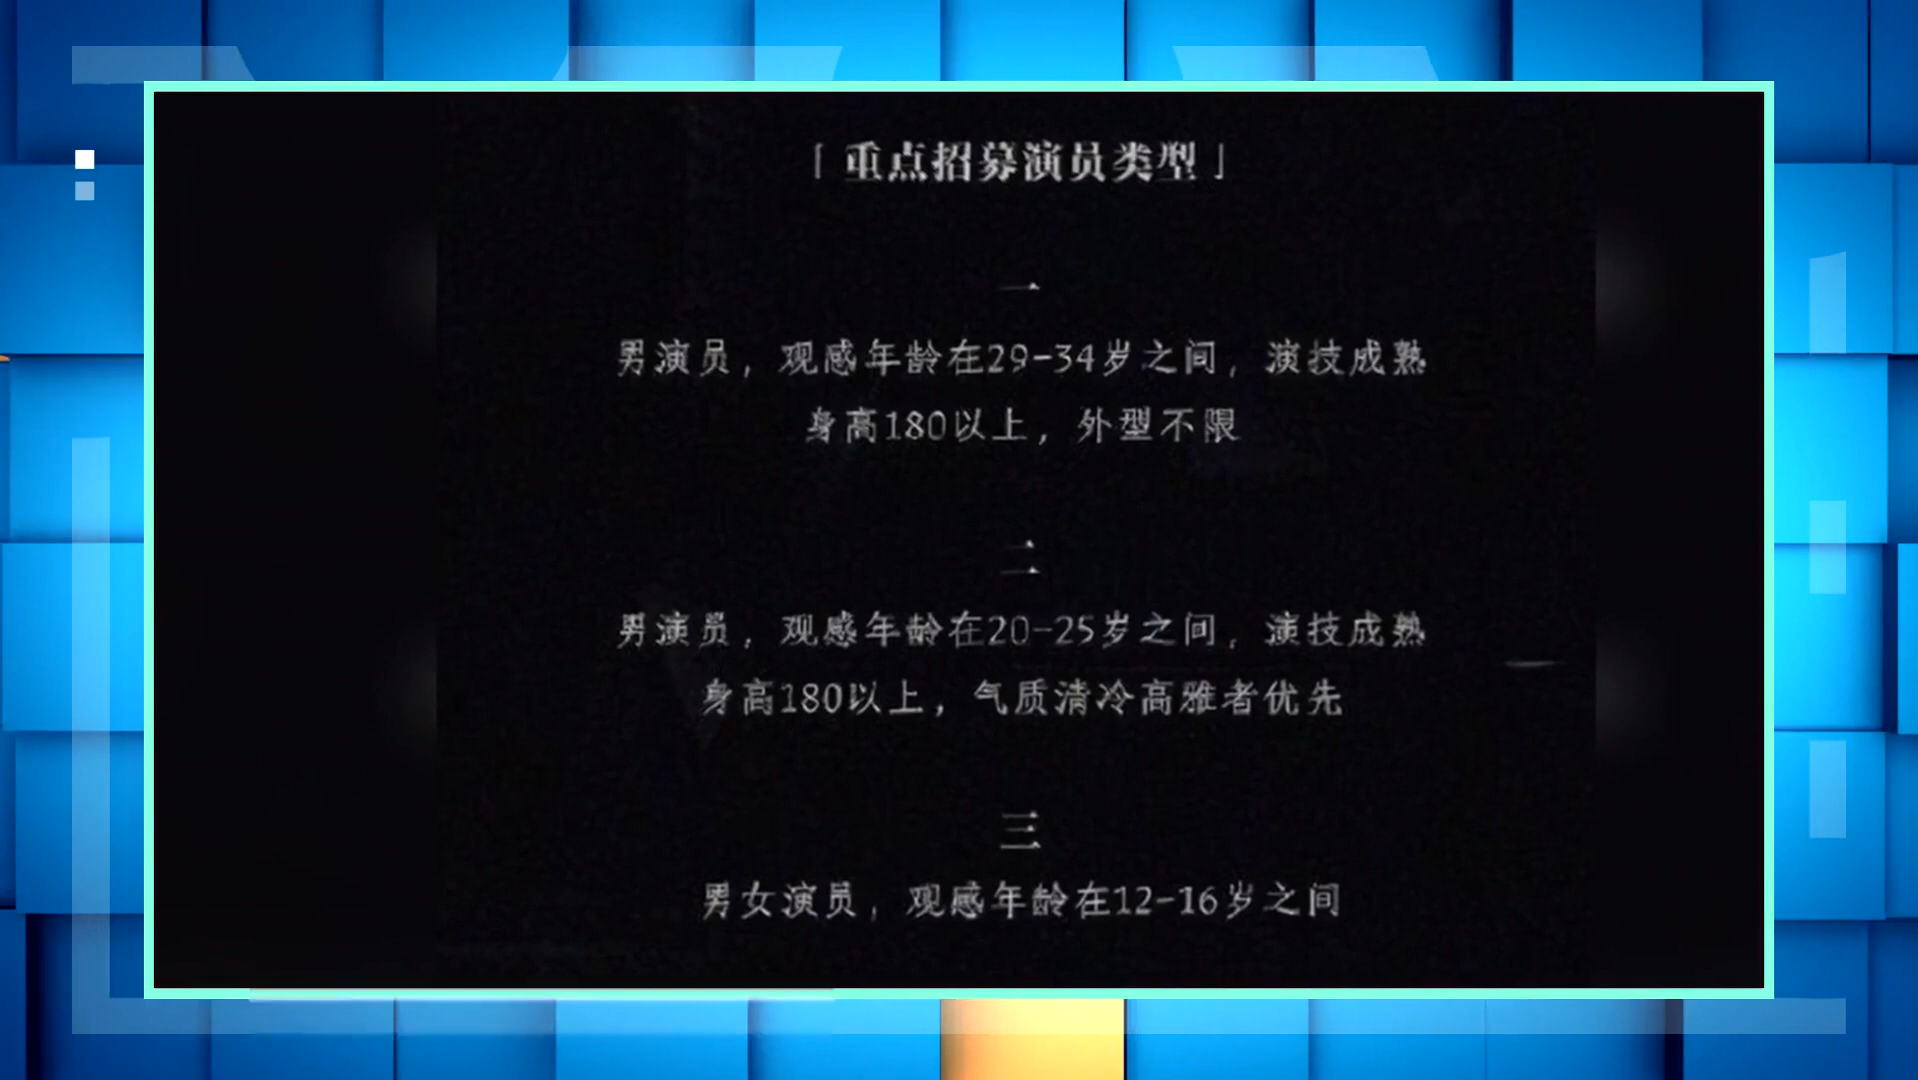 「重点招募演员类型」
一
男演员，观感年龄在29-34岁之间，演技成熟
身高180以上，外型不限
二
男演员，观感年龄在20-25岁之间，演技成熟
身高180以上，气质清冷高雅者优先
三
男女演员，观感年龄在12-16岁之间